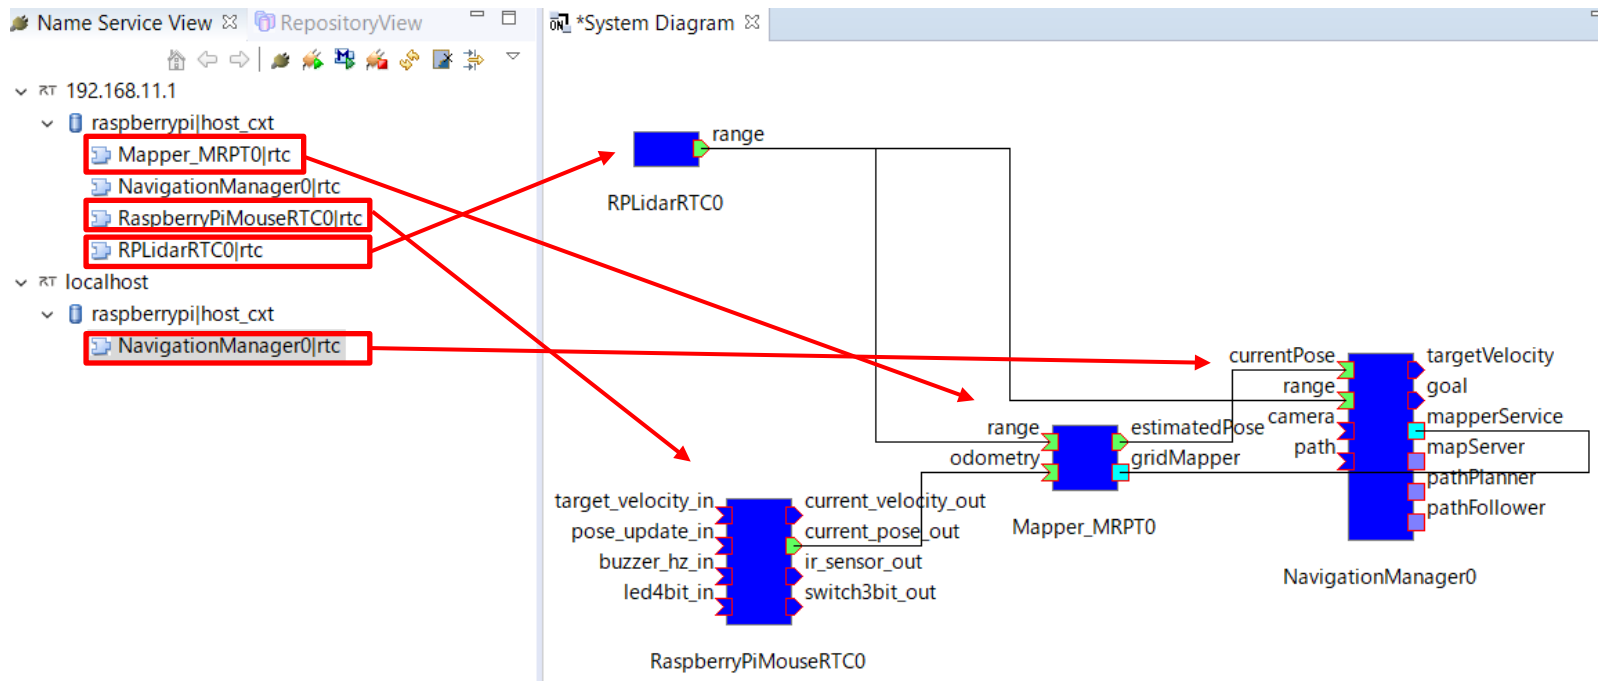 Name Service View
RepositoryView
192.168.11.1
raspberrypi|host_cxt
Mapper_MRPT0|rtc
NavigationManager0|rtc
RaspberryPiMouseRTC0|rtc
RPLidarRTC0|rtc
localhost
raspberrypi|host_cxt
NavigationManager0|rtc
*System Diagram
range
RPLidarRTC0
range
odometry
estimatedPose
gridMapper
Mapper_MRPT0
target_velocity_in
pose_update_in
buzzer_hz_in
led4bit_in
current_velocity_out
current_pose_out
ir_sensor_out
switch3bit_out
RaspberryPiMouseRTC0
currentPose
range
camera
path
targetVelocity
goal
mapperService
mapServer
pathPlanner
pathFollower
NavigationManager0